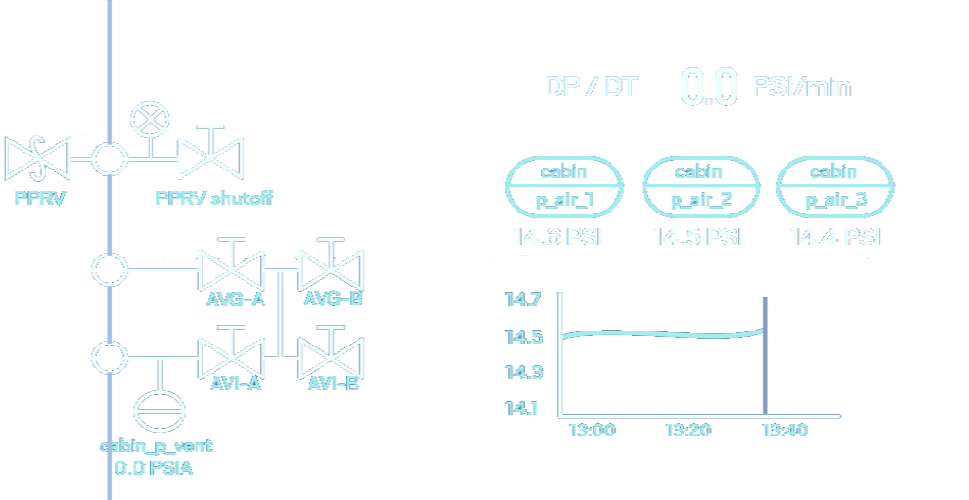 DP / DT 0.0 PSI/min
PPRV
PPRV shutoff
cabin
p_air_1
14.6 PSI
cabin
p_air_2
14.5 PSI
cabin
p_air_3
14.4 PSI
AVG-A
AVG-B
AVI-A
AVI-B
cabin_p_vent
0.0 PSIA
14.7
14.5
14.3
14.1
13:00 13:20 13:40